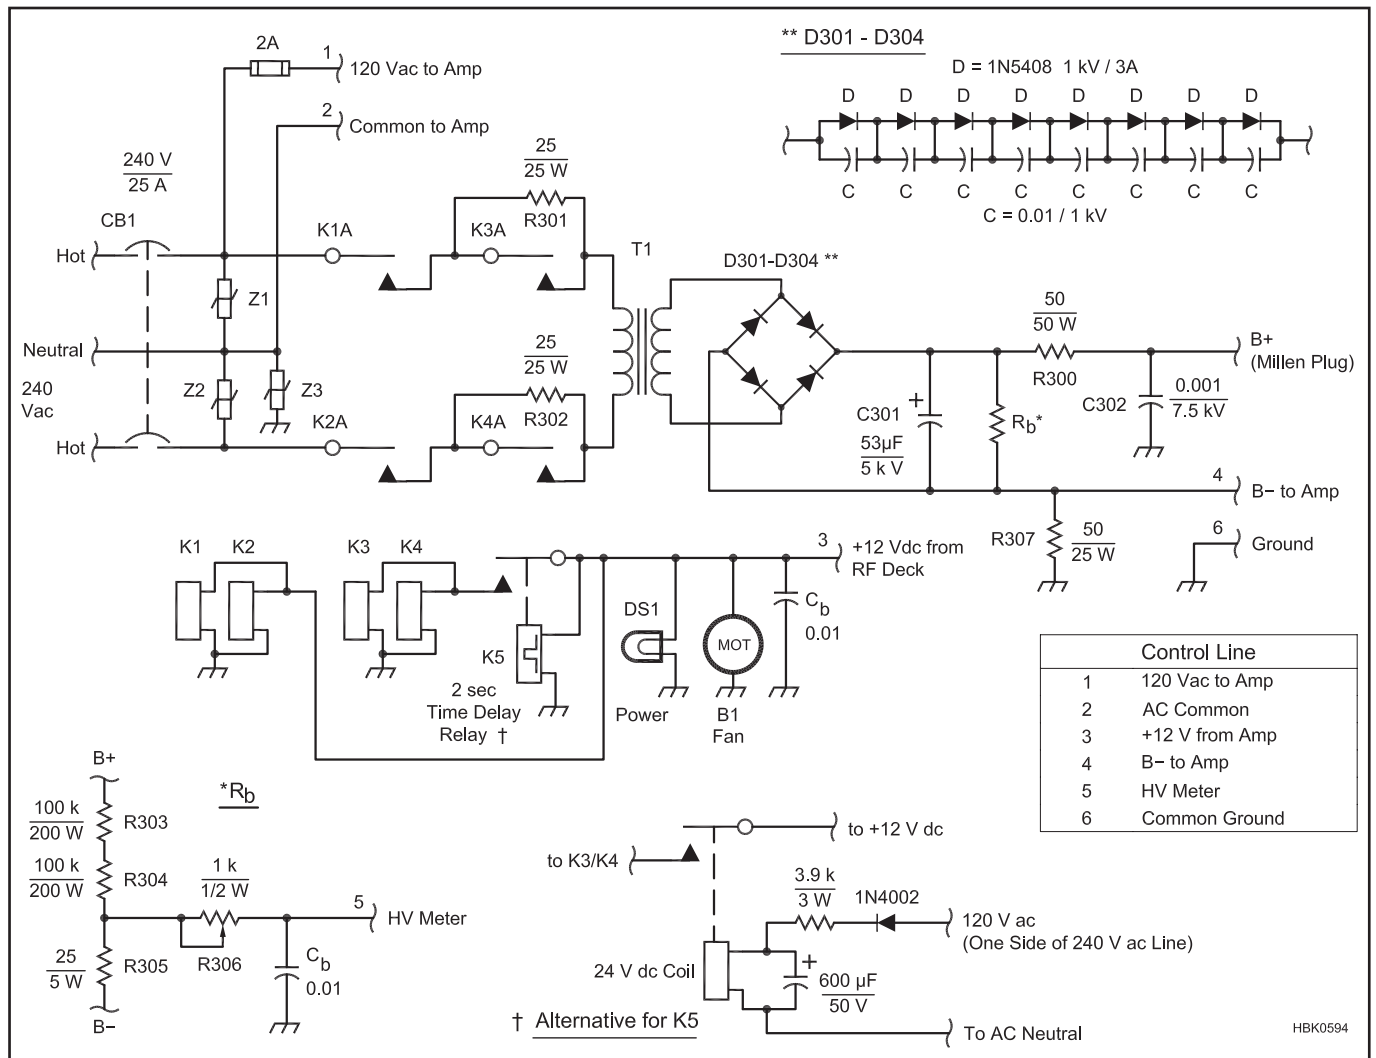 2A
1
120 Vac to Amp
2
Common to Amp
** D301 - D304
D = 1N5408 1 kV / 3A
D D D D D D D D
C C C C C C C C
C = 0.01 / 1 kV
240 V
25 A
CB1
Hot
K1A
25
25 W
R301
K3A
T1
D301-D304 **
Z1
Neutral
240
Vac
Z2
Z3
Hot
K2A
25
25 W
R302
K4A
50
50 W
R300
B+
(Millen Plug)
C301
+
53µF
5 k V
Rb*
C302
0.001
7.5 kV
4
B− to Amp
R307
50
25 W
6
Ground
K1 K2 K3 K4
3
+12 Vdc from
RF Deck
K5
2 sec
Time Delay
Relay †
DS1
Power
MOT
B1
Fan
Cb
0.01
Control Line
1 120 Vac to Amp
2 AC Common
3 +12 V from Amp
4 B− to Amp
5 HV Meter
6 Common Ground
B+
*Rb
100 k
200 W
R303
100 k
200 W
R304
1 k
1/2 W
R306
5
HV Meter
25
5 W
R305
Cb
0.01
B−
to +12 V dc
to K3/K4
3.9 k
3 W
1N4002
120 V ac
(One Side of 240 V ac Line)
24 V dc Coil
+
600 µF
50 V
† Alternative for K5
To AC Neutral
HBK0594